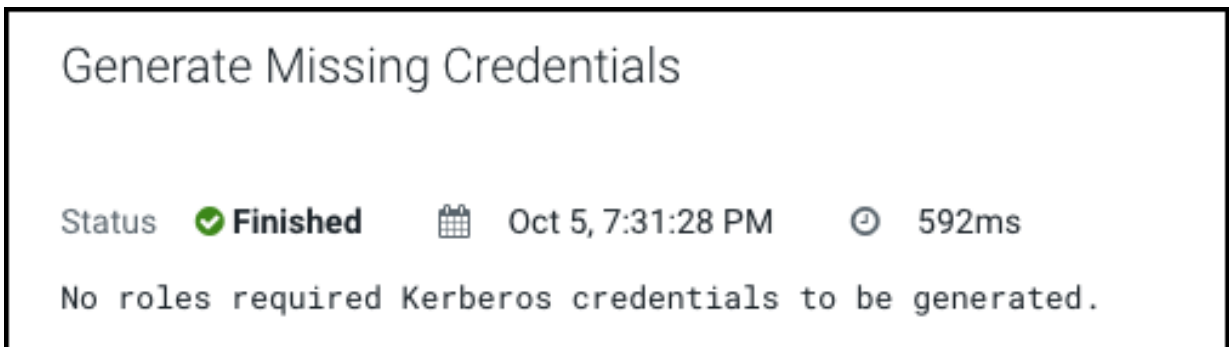 Generate Missing Credentials
Status Finished Oct 5, 7:31:28 PM 592ms
No roles required Kerberos credentials to be generated.